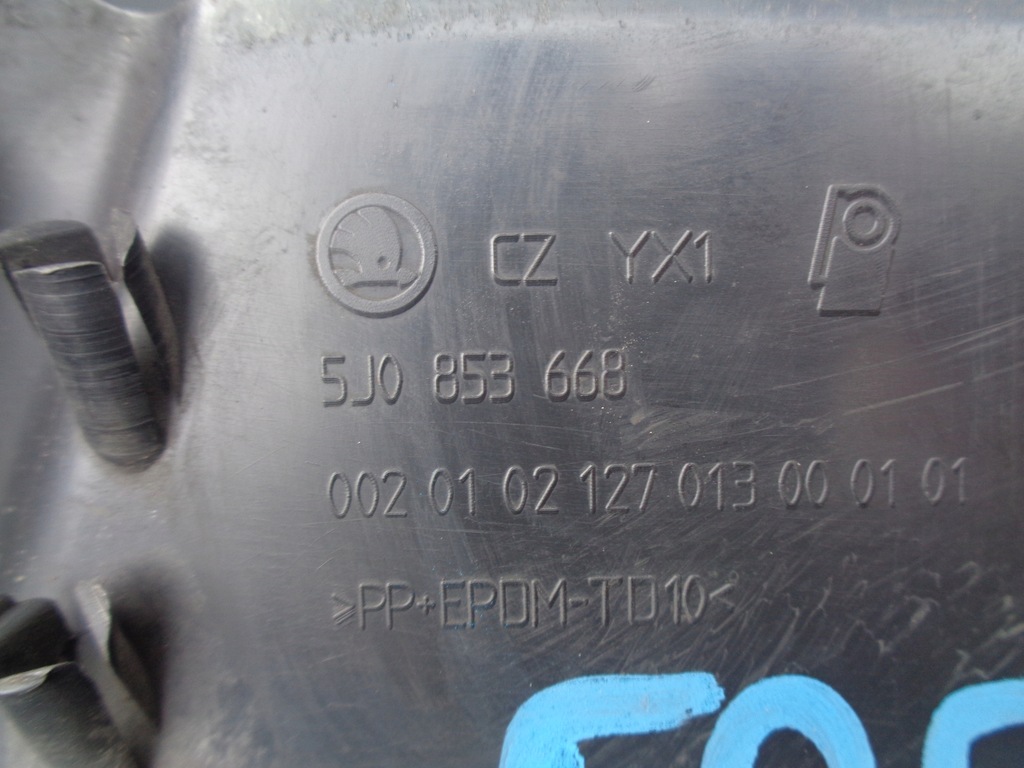 CZ YX1
5J0 853 668
002 01 02 127 013 00 01 01
>PP+EPDM-TD10<